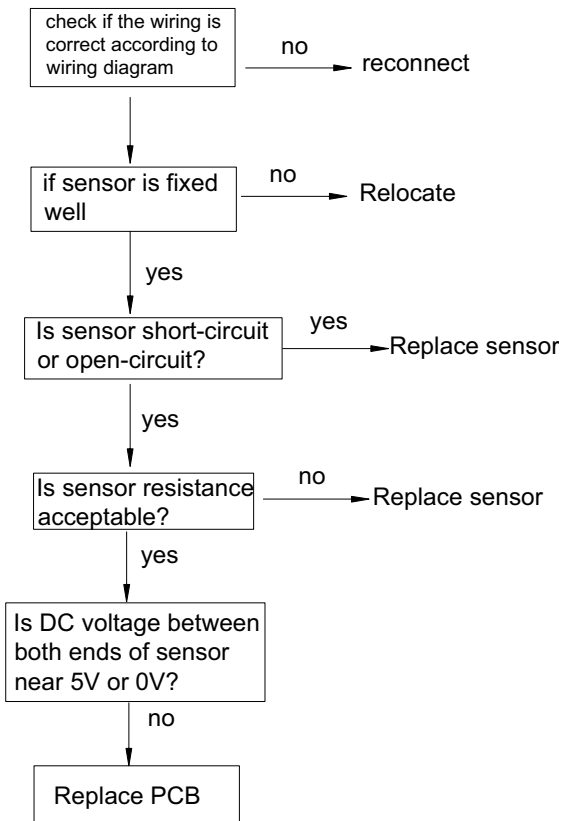 check if the wiring is
correct according to
wiring diagram
no
reconnect
if sensor is fixed
well
no
Relocate
yes
Is sensor short-circuit
or open-circuit?
yes
Replace sensor
yes
Is sensor resistance
acceptable?
no
Replace sensor
yes
Is DC voltage between
both ends of sensor
near 5V or 0V?
no
Replace PCB